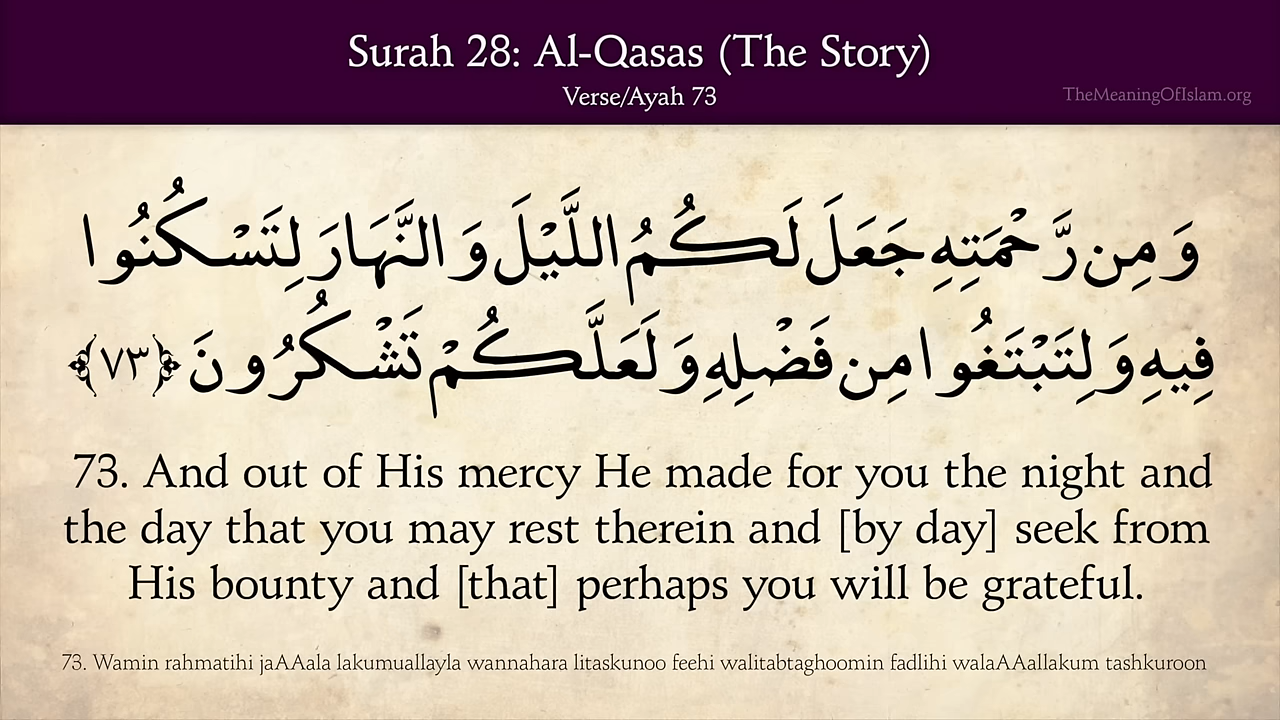 Surah 28: Al-Qasas (The Story)
Verse/Ayah 73
TheMeaningOfIslam.org
وَمِن رَّحْمَتِهِ جَعَلَ لَكُمُ اللَّيْلَ وَالنَّهَارَ لِتَسْكُنُوا
فِيهِ وَلِتَبْتَغُوا مِن فَضْلِهِ وَلَعَلَّكُمْ تَشْكُرُونَ ﴿٧٣﴾
73. And out of His mercy He made for you the night and
the day that you may rest therein and [by day] seek from
His bounty and [that] perhaps you will be grateful.
73. Wamin rahmatihi jaAAala lakumuallayla wannahara litaskunoo feehi walitabtaghoomin fadlihi walaAAallakum tashkuroon